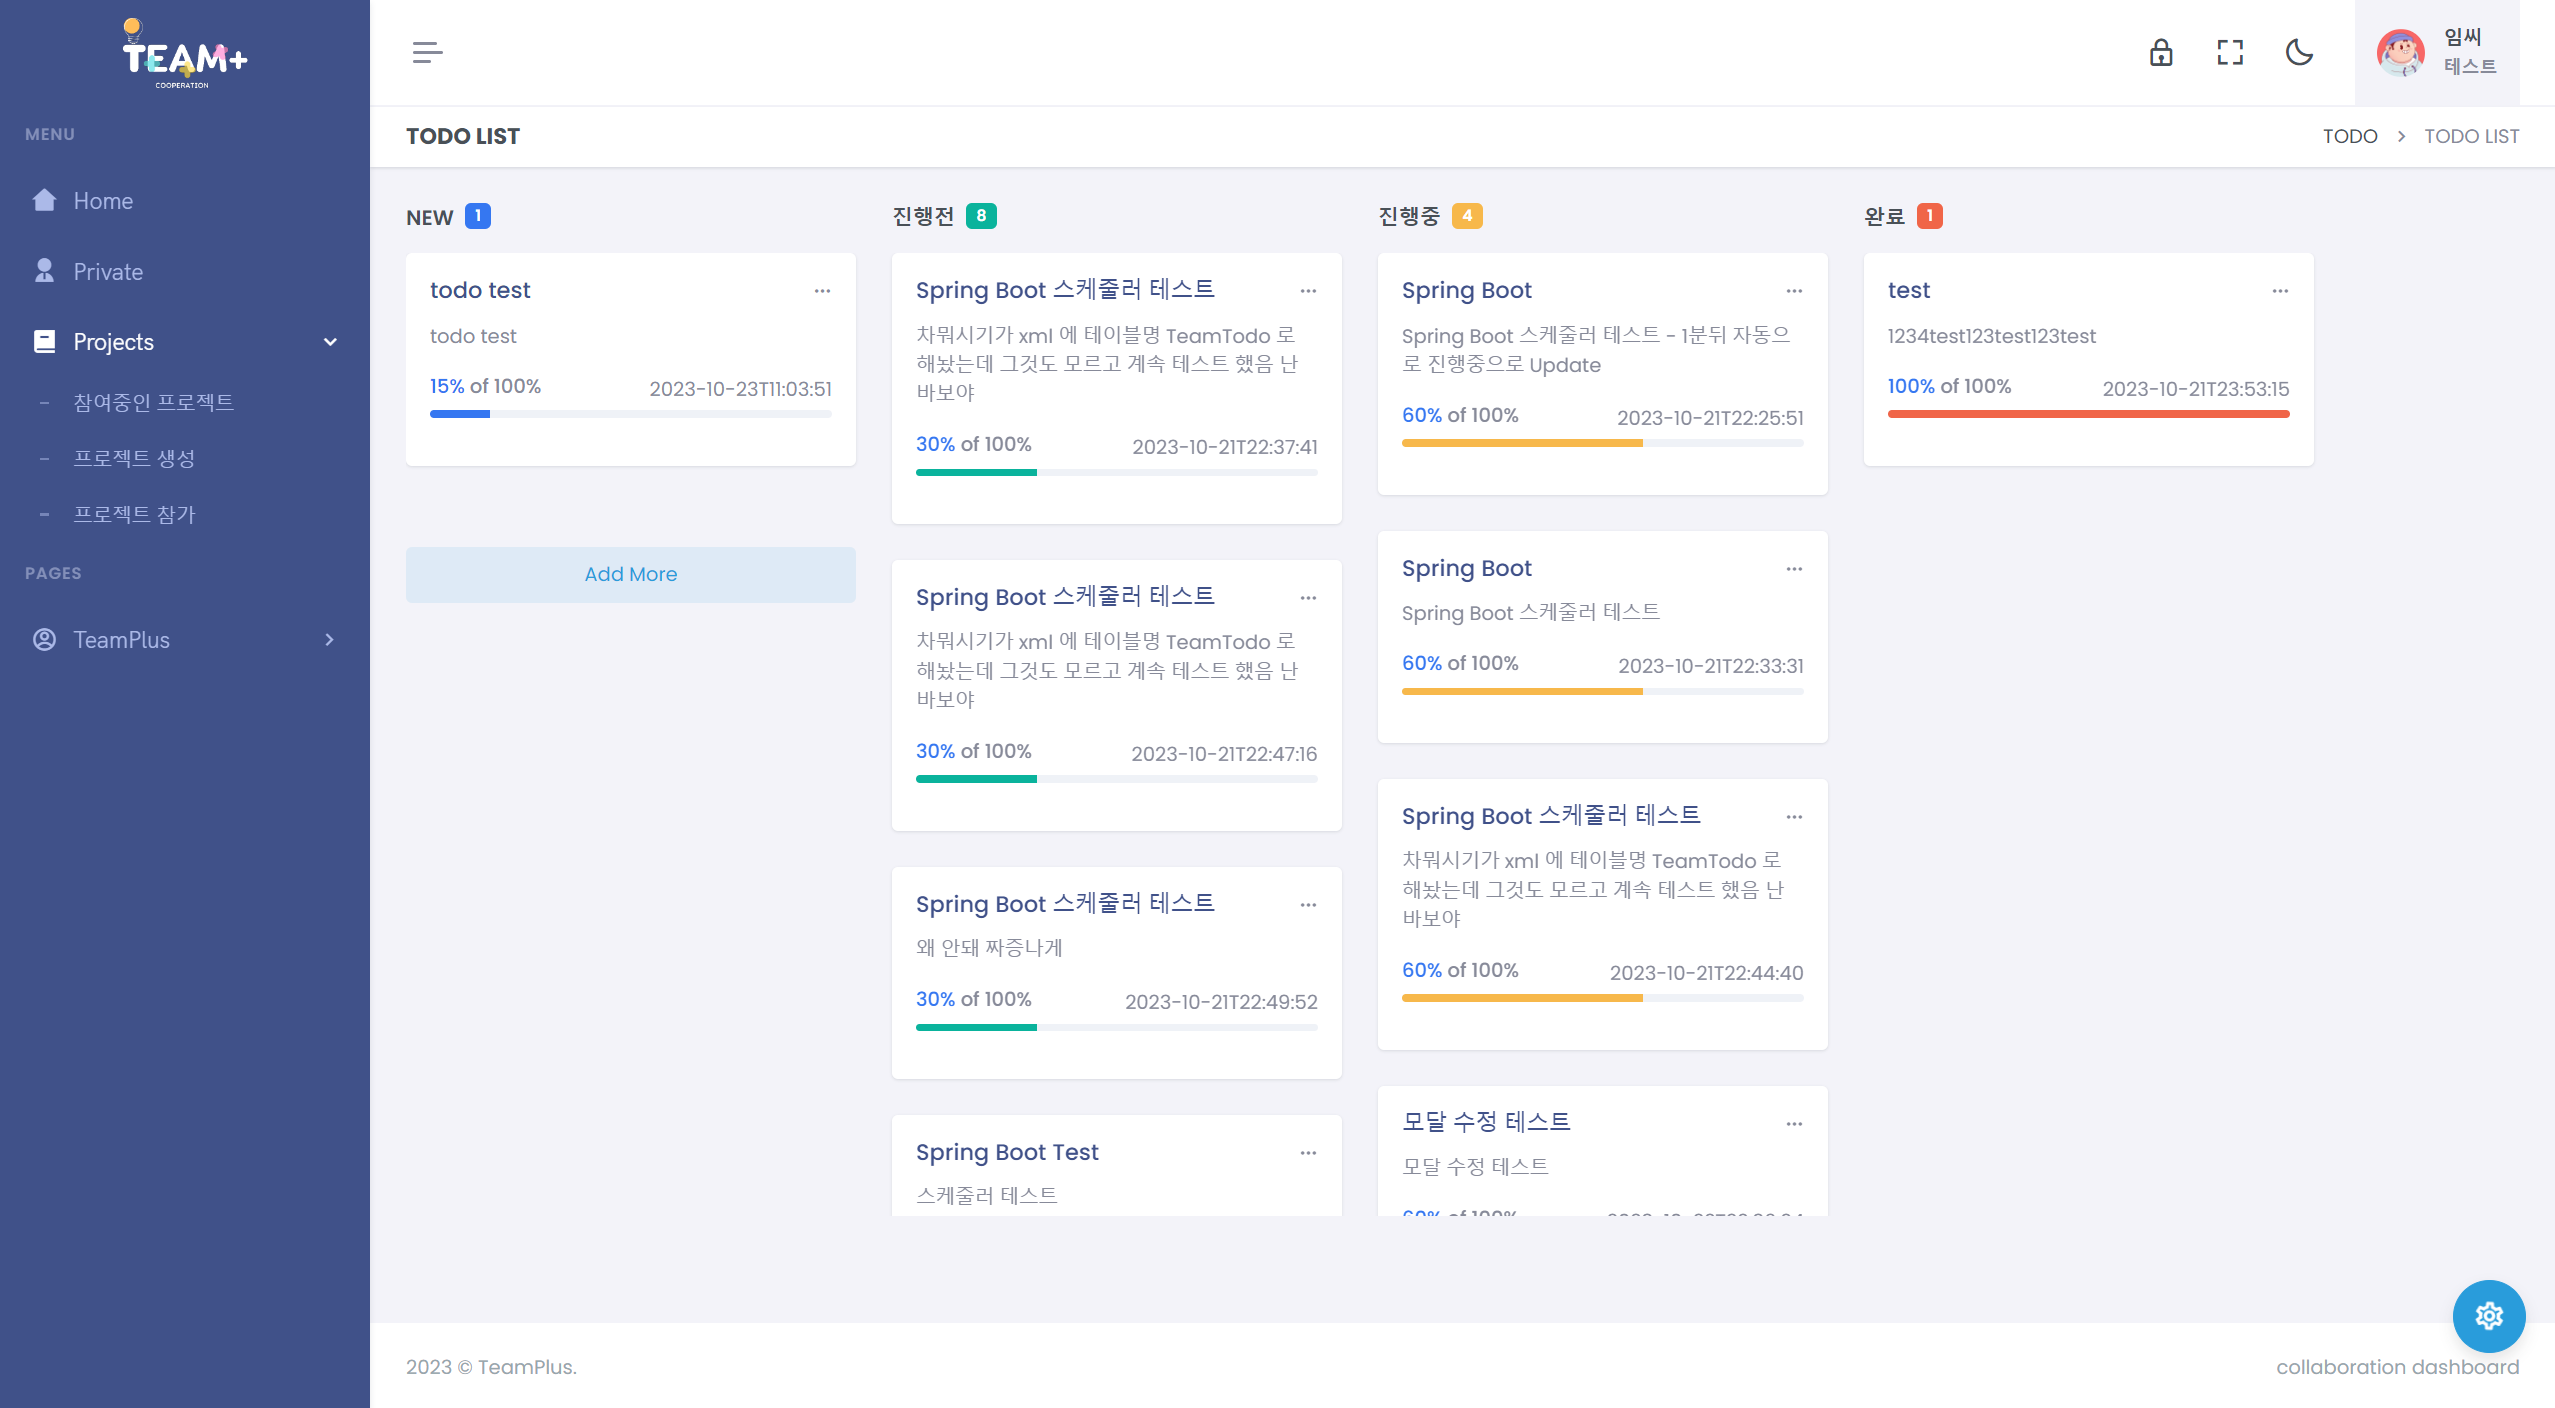 TEAM+
COOPERATION
MENU
Home
Private
Projects
참여중인 프로젝트
프로젝트 생성
프로젝트 참가
PAGES
TeamPlus
임씨
테스트
TODO LIST
TODO > TODO LIST
NEW 1
todo test
todo test
15% of 100% 2023-10-23T11:03:51
Add More
진행전 8
Spring Boot 스케줄러 테스트
차뭐시기가 xml 에 테이블명 TeamTodo 로
해놨는데 그것도 모르고 계속 테스트 했음 난
바보야
30% of 100% 2023-10-21T22:37:41
Spring Boot 스케줄러 테스트
차뭐시기가 xml 에 테이블명 TeamTodo 로
해놨는데 그것도 모르고 계속 테스트 했음 난
바보야
30% of 100% 2023-10-21T22:47:16
Spring Boot 스케줄러 테스트
왜 안돼 짜증나게
30% of 100% 2023-10-21T22:49:52
Spring Boot Test
스케줄러 테스트
진행중 4
Spring Boot
Spring Boot 스케줄러 테스트 - 1분뒤 자동으
로 진행중으로 Update
60% of 100% 2023-10-21T22:25:51
Spring Boot
Spring Boot 스케줄러 테스트
60% of 100% 2023-10-21T22:33:31
Spring Boot 스케줄러 테스트
차뭐시기가 xml 에 테이블명 TeamTodo 로
해놨는데 그것도 모르고 계속 테스트 했음 난
바보야
60% of 100% 2023-10-21T22:44:40
모달 수정 테스트
모달 수정 테스트
60% of 100%
완료 1
test
1234test123test123test
100% of 100% 2023-10-21T23:53:15
2023 © TeamPlus.
collaboration dashboard